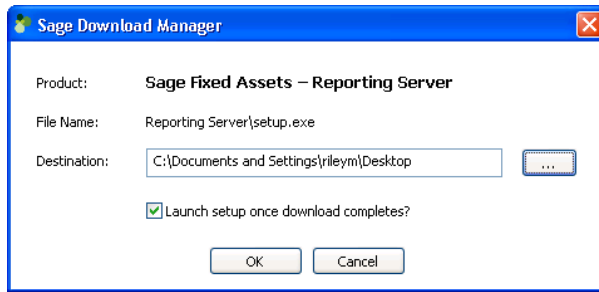 Sage Download Manager
Product: Sage Fixed Assets – Reporting Server
File Name: Reporting Server\setup.exe
Destination: C:\Documents and Settings\rileym\Desktop ...
Launch setup once download completes?
OK Cancel